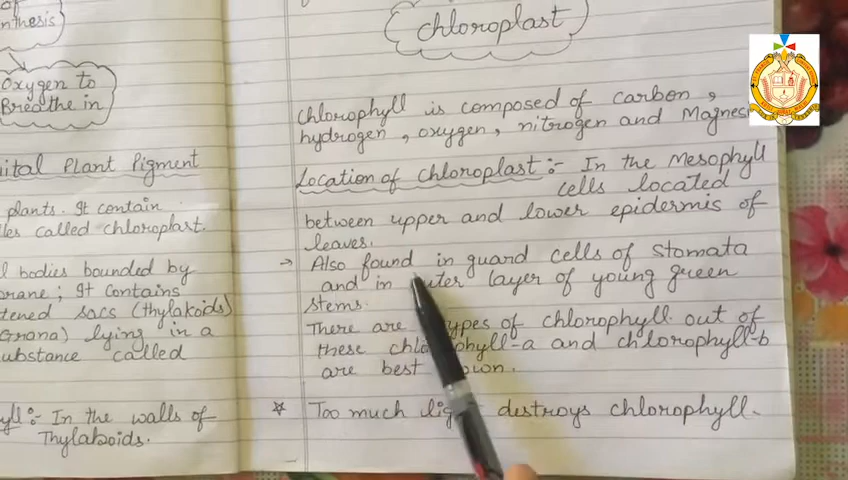 nthesis
Oxygen to
Breathe in
ital Plant Pigment
plants. It contain
les called chloroplast.
l bodies bounded by
rane; It contains
tened sacs (thylakoids)
Grana) lying in a
ubstance called
yll:- In the walls of
Thylakoids.
chloroplast
chlorophyll is composed of carbon,
hydrogen, oxygen, nitrogen and Magnes
Location of chloroplast:- In the Mesophyll
cells located
between upper and lower epidermis of
leaves.
→ Also found in guard cells of stomata
and in outer layer of young green
stems.
There are types of chlorophyll out of
these chlorophyll-a and chlorophyll-b
are best known.
☆ Too much light destroys chlorophyll.